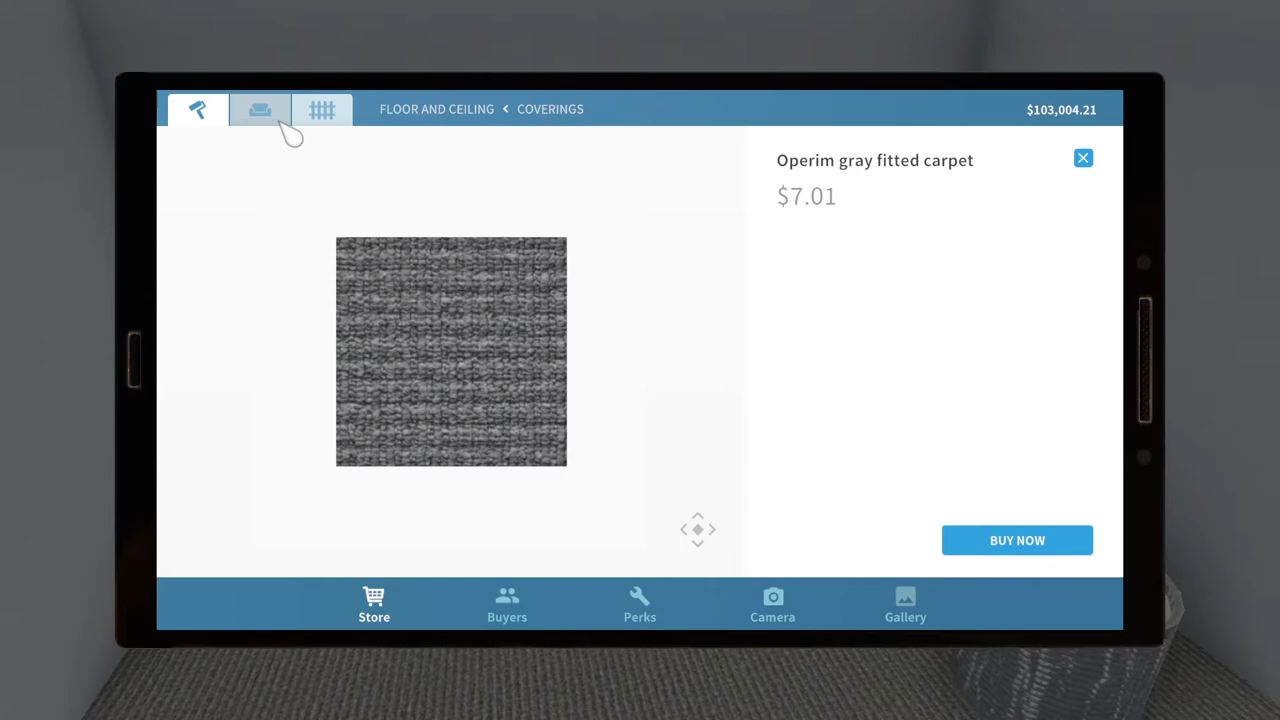 FLOOR AND CEILING < COVERINGS
$103,004.21
Operim gray fitted carpet
$7.01
BUY NOW
Store
Buyers
Perks
Camera
Gallery